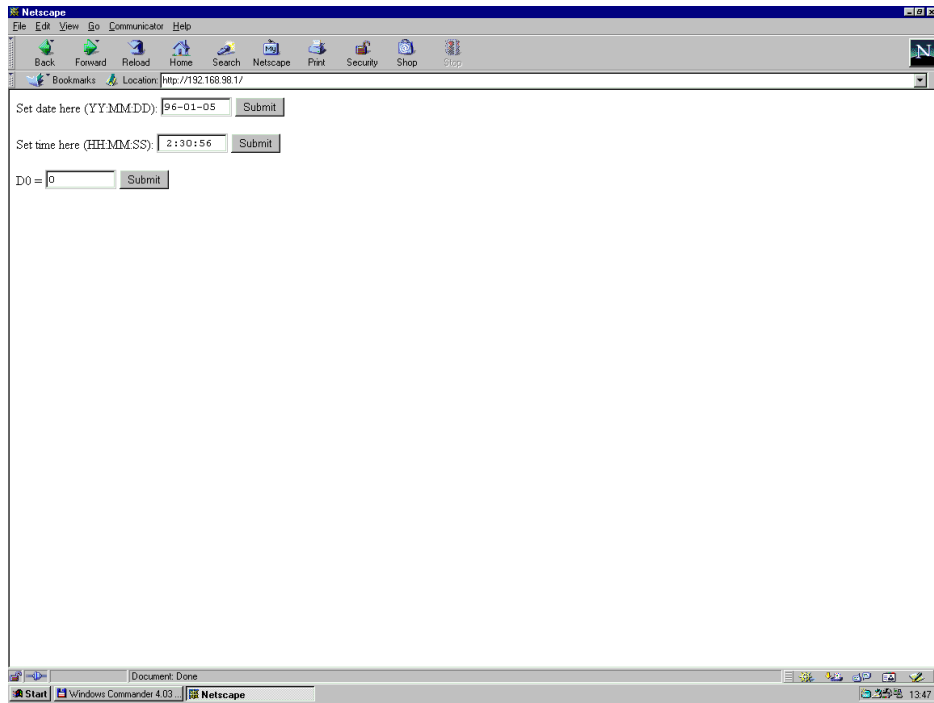 Netscape
File Edit View Go Communicator Help
Back Forward Reload Home Search Netscape Print Security Shop Stop
Bookmarks Location: http://192.168.98.1/
Set date here (YY:MM:DD): 96-01-05 Submit
Set time here (HH:MM:SS): 2:30:56 Submit
D0 = 0 Submit
Document: Done
Start Windows Commander 4.03 ... Netscape 13:47